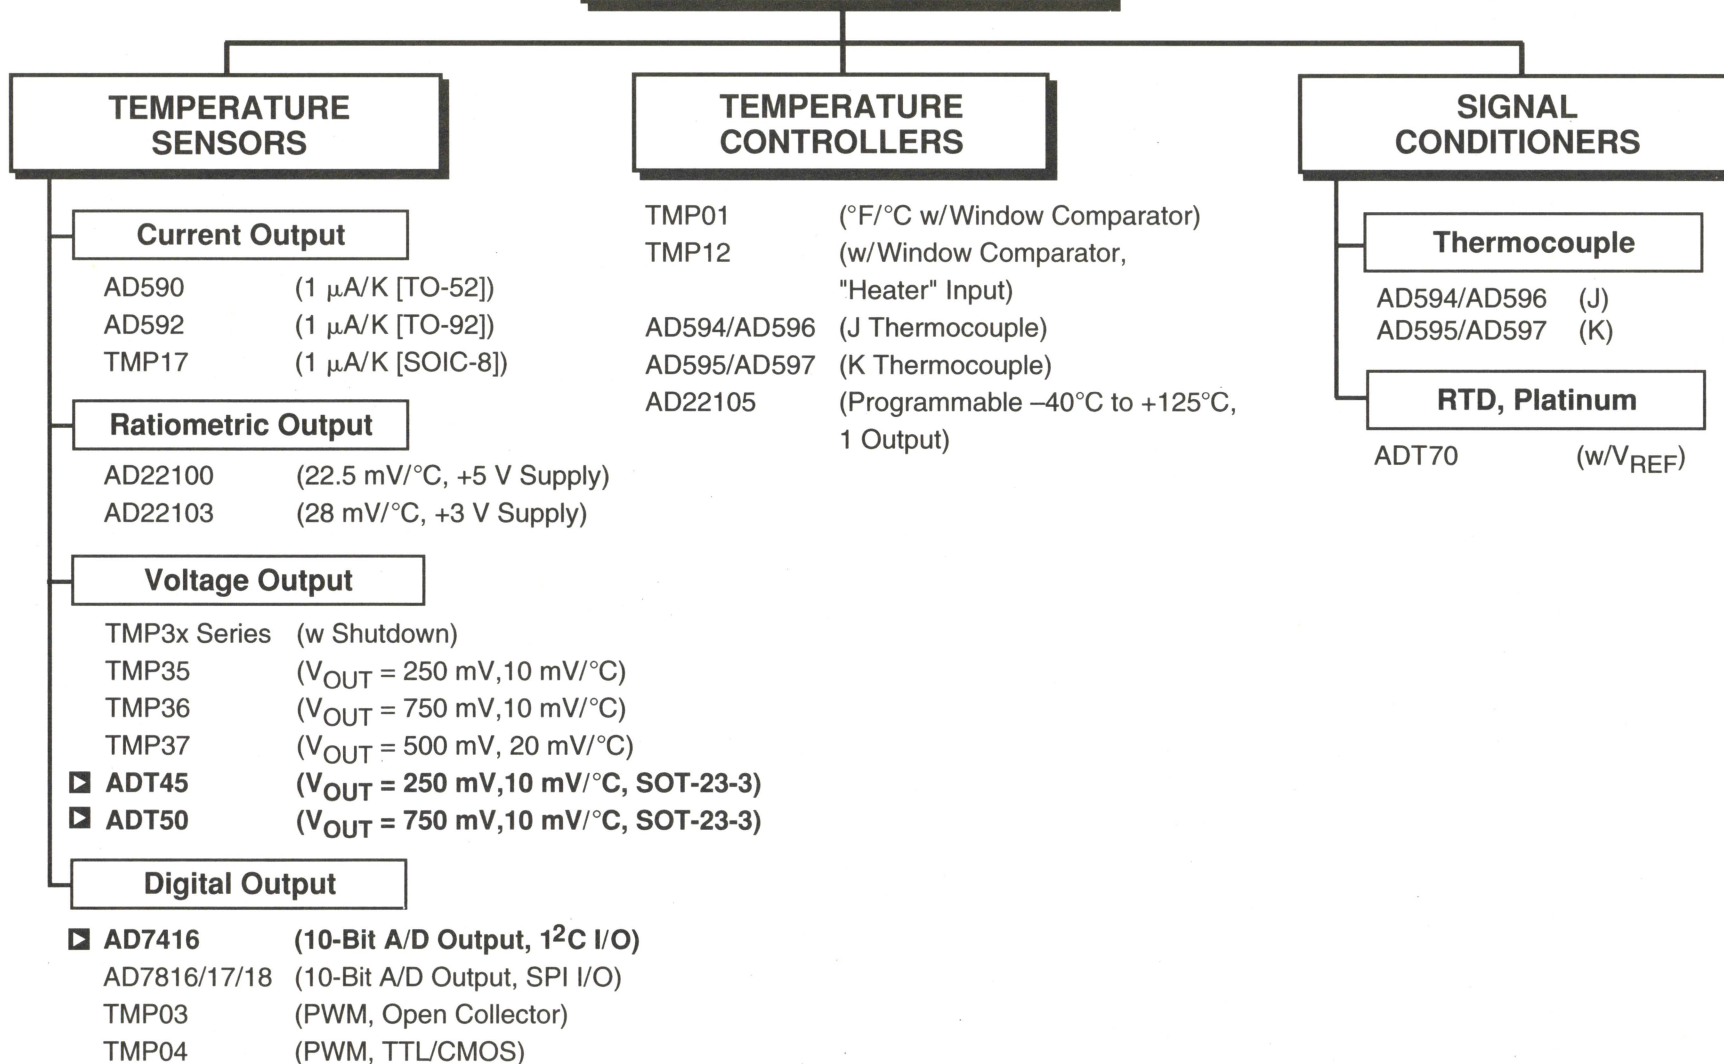 TEMPERATURE
SENSORS
Current Output
AD590 (1 μA/K [TO-52])
AD592 (1 μA/K [TO-92])
TMP17 (1 μA/K [SOIC-8])
Ratiometric Output
AD22100 (22.5 mV/°C, +5 V Supply)
AD22103 (28 mV/°C, +3 V Supply)
Voltage Output
TMP3x Series (w Shutdown)
TMP35 (VOUT = 250 mV,10 mV/°C)
TMP36 (VOUT = 750 mV,10 mV/°C)
TMP37 (VOUT = 500 mV, 20 mV/°C)
ADT45 (VOUT = 250 mV,10 mV/°C, SOT-23-3)
ADT50 (VOUT = 750 mV,10 mV/°C, SOT-23-3)
Digital Output
AD7416 (10-Bit A/D Output, 1²C I/O)
AD7816/17/18 (10-Bit A/D Output, SPI I/O)
TMP03 (PWM, Open Collector)
TMP04 (PWM, TTL/CMOS)
TEMPERATURE
CONTROLLERS
TMP01 (°F/°C w/Window Comparator)
TMP12 (w/Window Comparator,
"Heater" Input)
AD594/AD596 (J Thermocouple)
AD595/AD597 (K Thermocouple)
AD22105 (Programmable –40°C to +125°C,
1 Output)
SIGNAL
CONDITIONERS
Thermocouple
AD594/AD596 (J)
AD595/AD597 (K)
RTD, Platinum
ADT70 (w/VREF)